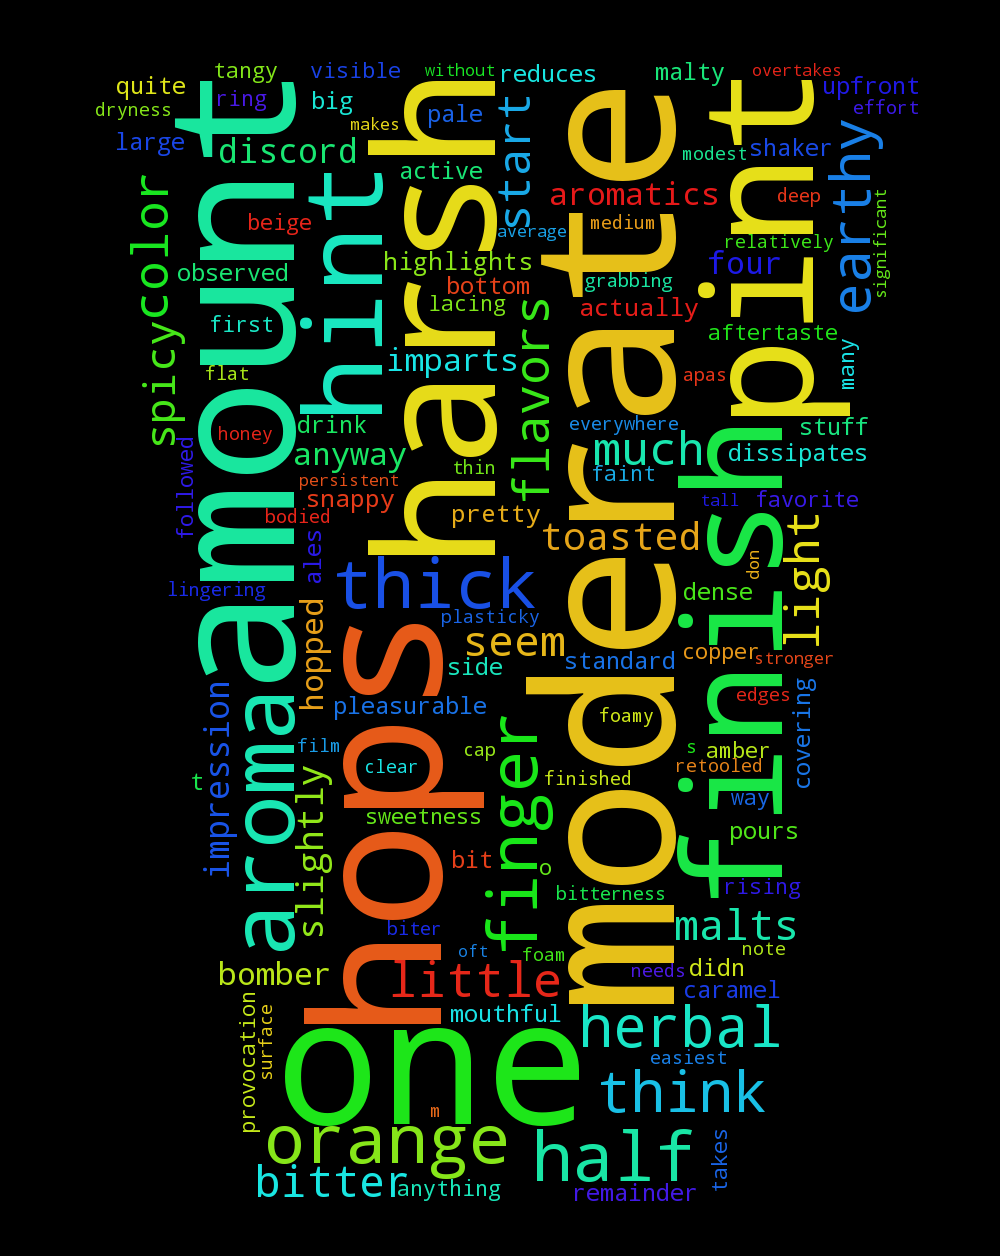 quite
tangy
visible
without
reduces
malty
overtakes
upfront
dryness
ring
big
makes
pale
effort
large
discord
active
start
modest
shaker
earthy
amount
hint
harsh
moderate
pint
spicy
color
beige
aromatics
medium
deep
significant
average
relatively
observed
highlights
grabbing
four
bottom
lacing
actually
first
flavors
aftertaste
many
imparts
flat
apas
honey
drink
everywhere
stuff
anyway
thin
much
dissipates
followed
persistent
faint
snappy
tall
favorite
bodied
pretty
ales
toasted
finish
light
don
lingering
thick
dense
hopped
plasticky
seem
copper
stronger
side
standard
edges
covering
impression
aroma
hops
pleasurable
foamy
film
clear
cap
finger
s
amber
retooled
t
slightly
finished
way
sweetness
pours
bit
o
bitterness
rising
biter
malts
oft
foam
note
bomber
little
needs
didn
caramel
provocation
surface
mouthful
herbal
one
easiest
think
m
orange
half
takes
bitter
anything
remainder